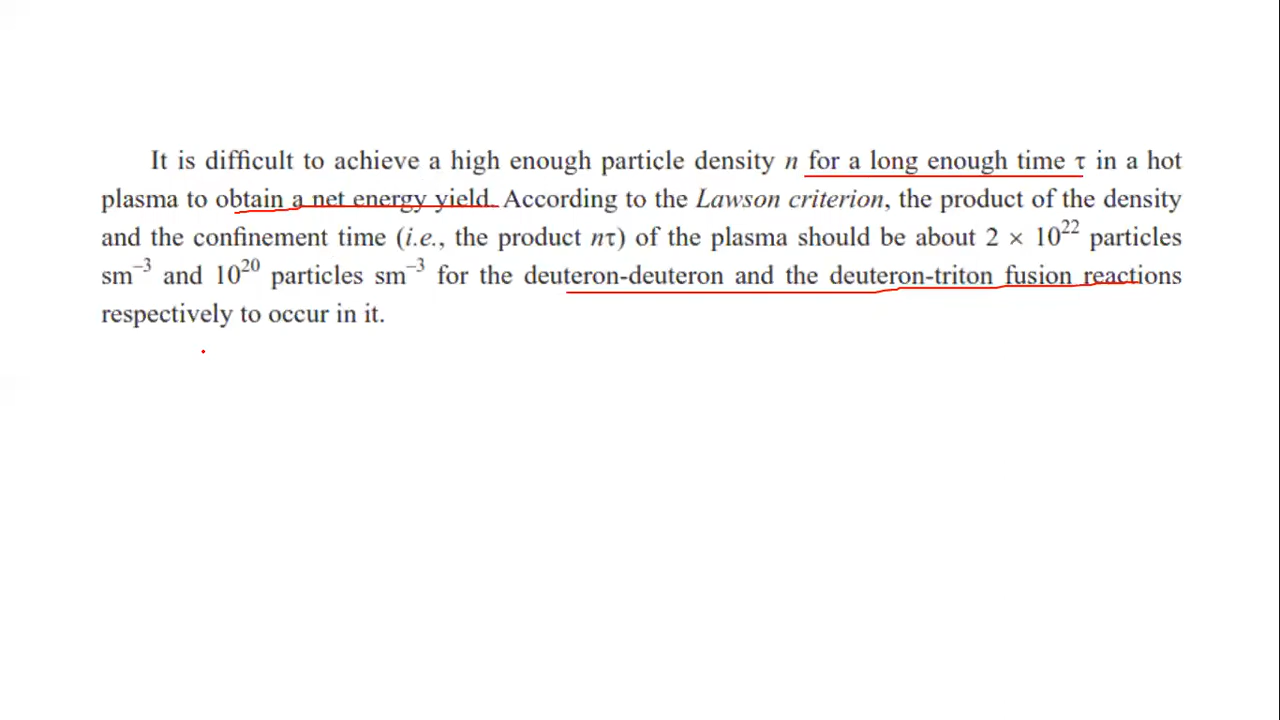 It is difficult to achieve a high enough particle density n for a long enough time τ in a hot
plasma to obtain a net energy yield. According to the Lawson criterion, the product of the density
and the confinement time (i.e., the product nτ) of the plasma should be about 2 × 10²² particles
sm⁻³ and 10²⁰ particles sm⁻³ for the deuteron-deuteron and the deuteron-triton fusion reactions
respectively to occur in it.